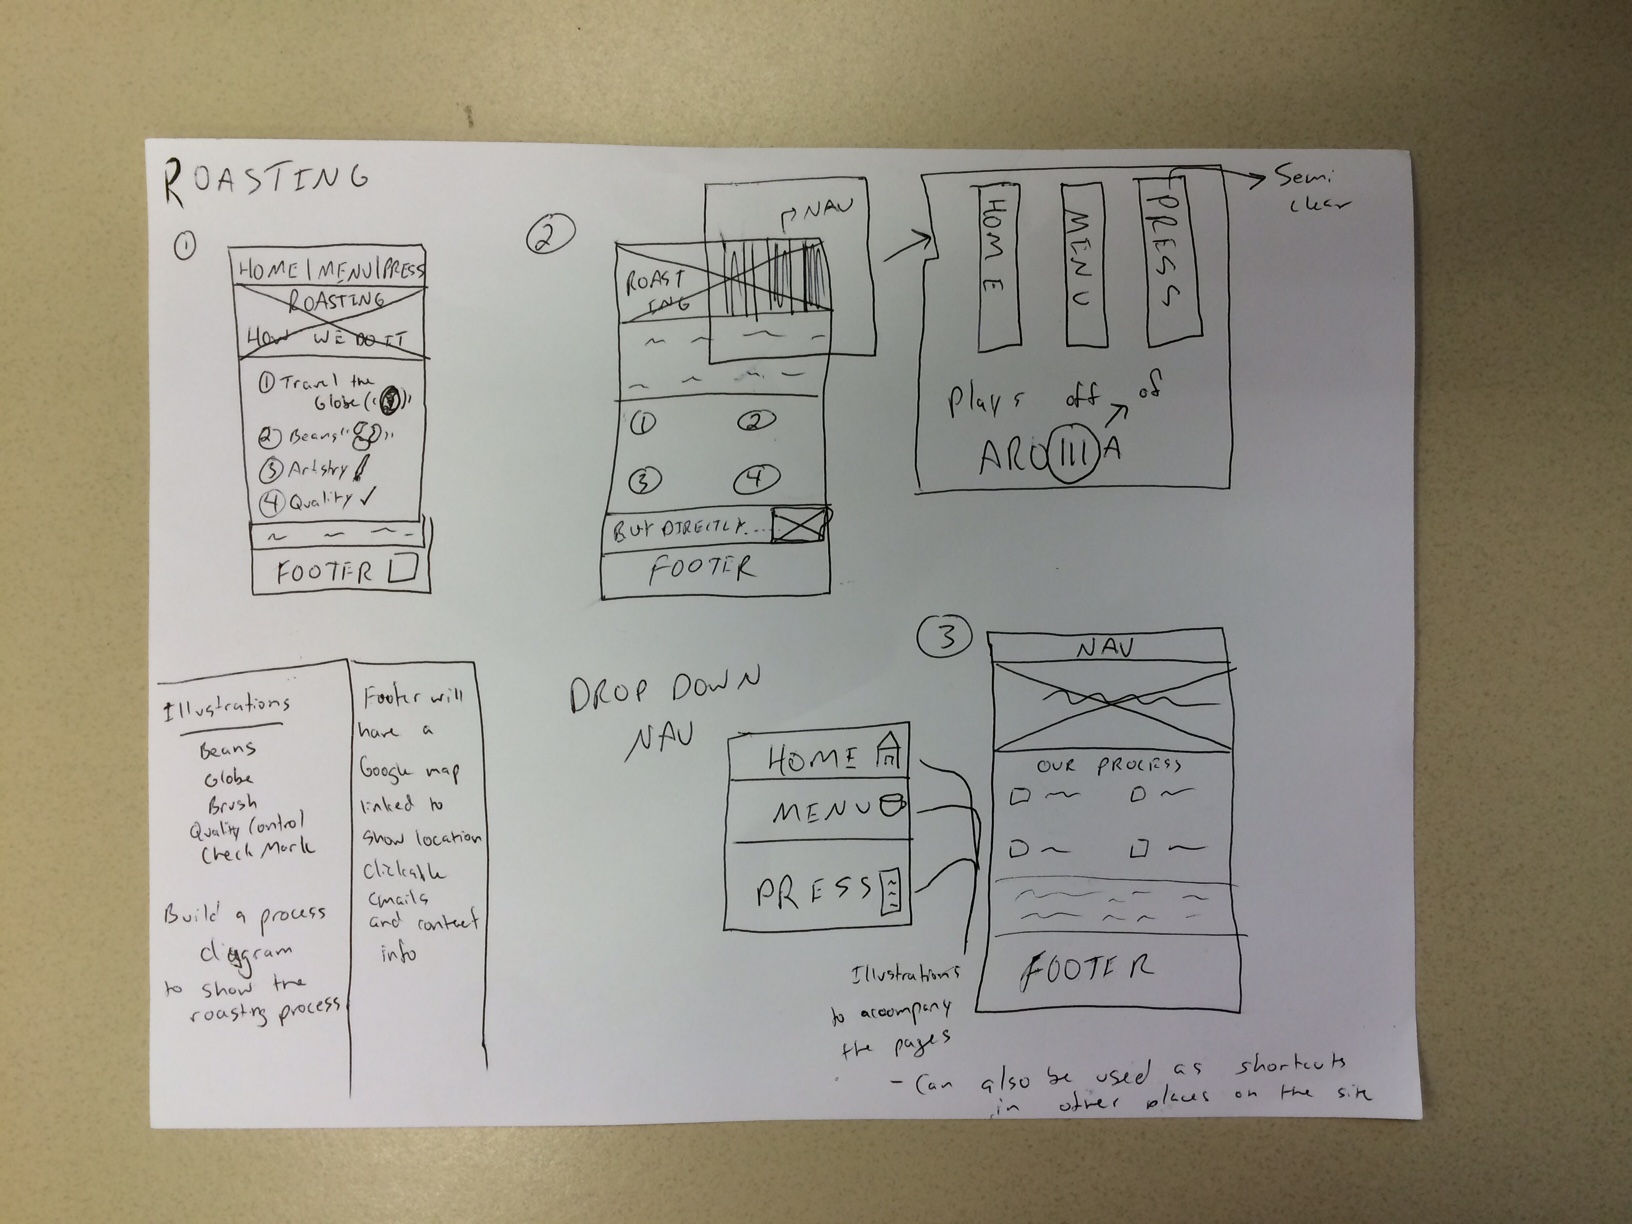 ROASTING
①
HOME|MENU|PRESS
ROASTING
HOW WE DO IT
① Travel the
Globe
② Beans
③ Artistry
④ Quality ✓
FOOTER
Illustrations
Beans
Globe
Brush
Quality Control
Check Mark
Build a process
diagram
to show the
roasting process
Footer will
have a
Google map
linked to
show location
clickable
emails
and contact
info
②
NAV
ROAST
ING
① ②
③ ④
BUY DIRECTLY...
FOOTER
HOME
MENU
PRESS
Semi
clear
plays off of
AROMA
DROP DOWN
NAV
HOME
MENU
PRESS
Illustrations
to accompany
the pages
- Can also be used as shortcuts
in other places on the site
③
NAV
OUR PROCESS
FOOTER